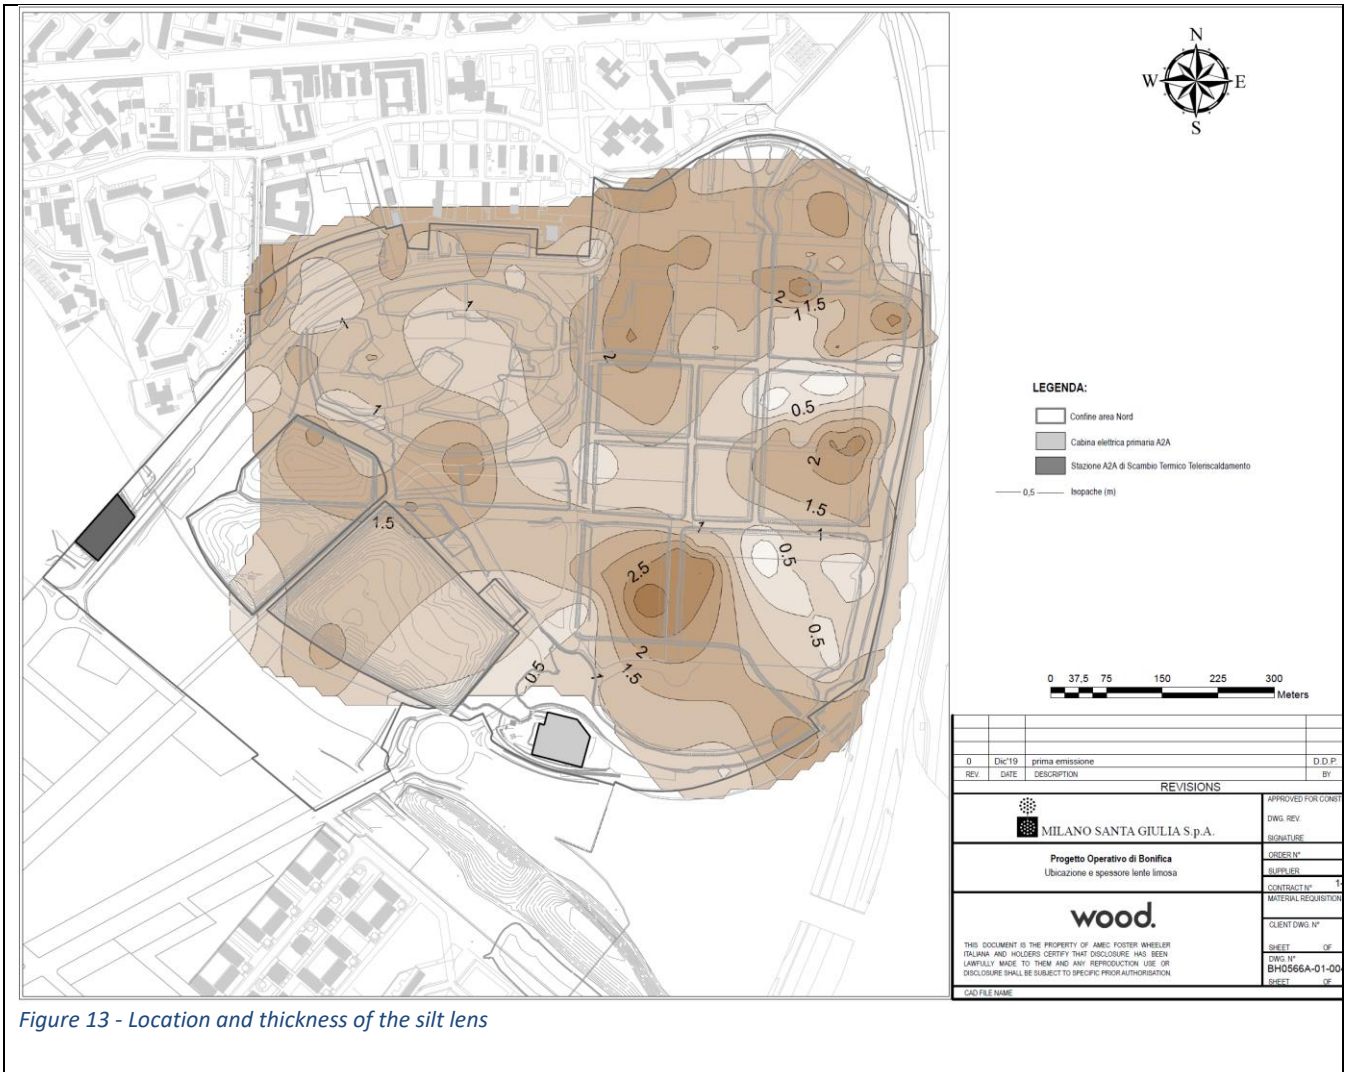 N
W
E
S
1
1
2
2
1.5
1
1
0.5
2
1.5
1.5
1
1
0.5
2.5
0.5
2
1.5
0.5
1
LEGENDA:
Confine area Nord
Cabina elettrica primaria A2A
Stazione A2A di Scambio Termico Teleriscaldamento
0,5
Isopache (m)
0 37,5 75 150 225 300
Meters
0 Dic'19 prima emissione D.D.P.
REV. DATE DESCRIPTION BY
REVISIONS
MILANO SANTA GIULIA S.p.A.
APPROVED FOR CONST
DWG. REV.
SIGNATURE
Progetto Operativo di Bonifica
Ubicazione e spessore lente limosa
ORDER N°
SUPPLIER
CONTRACT N° 1-
MATERIAL REQUISITION
wood.
CLIENT DWG. N°
THIS DOCUMENT IS THE PROPERTY OF AMEC FOSTER WHEELER
ITALIANA AND HOLDERS CERTIFY THAT DISCLOSURE HAS BEEN
LAWFULLY MADE TO THEM AND ANY REPRODUCTION USE OR
DISCLOSURE SHALL BE SUBJECT TO SPECIFIC PRIOR AUTHORISATION.
SHEET OF
DWG. N°
BH0566A-01-00
SHEET OF
CAD FILE NAME
Figure 13 - Location and thickness of the silt lens